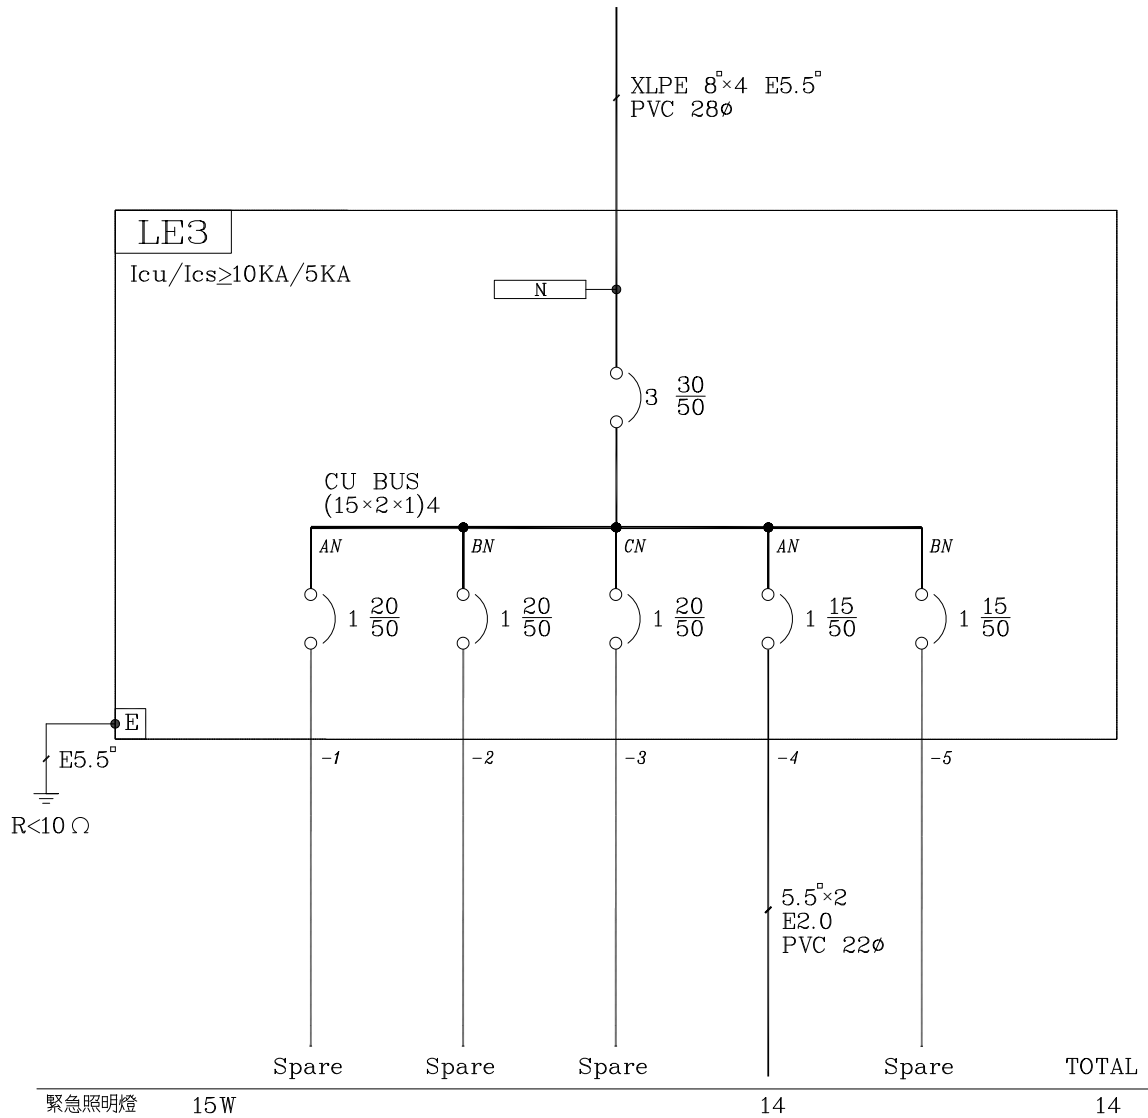 XLPE 8□×4 E5.5□
PVC 28ø
LE3
Icu/Ics≥10KA/5KA
N
3 30/50
CU BUS
(15×2×1)4
AN BN CN AN BN
1 20/50 1 20/50 1 20/50 1 15/50 1 15/50
E
E5.5□
-1 -2 -3 -4 -5
R<10Ω
5.5□×2
E2.0
PVC 22ø
Spare Spare Spare Spare TOTAL
緊急照明燈 15W 14 14